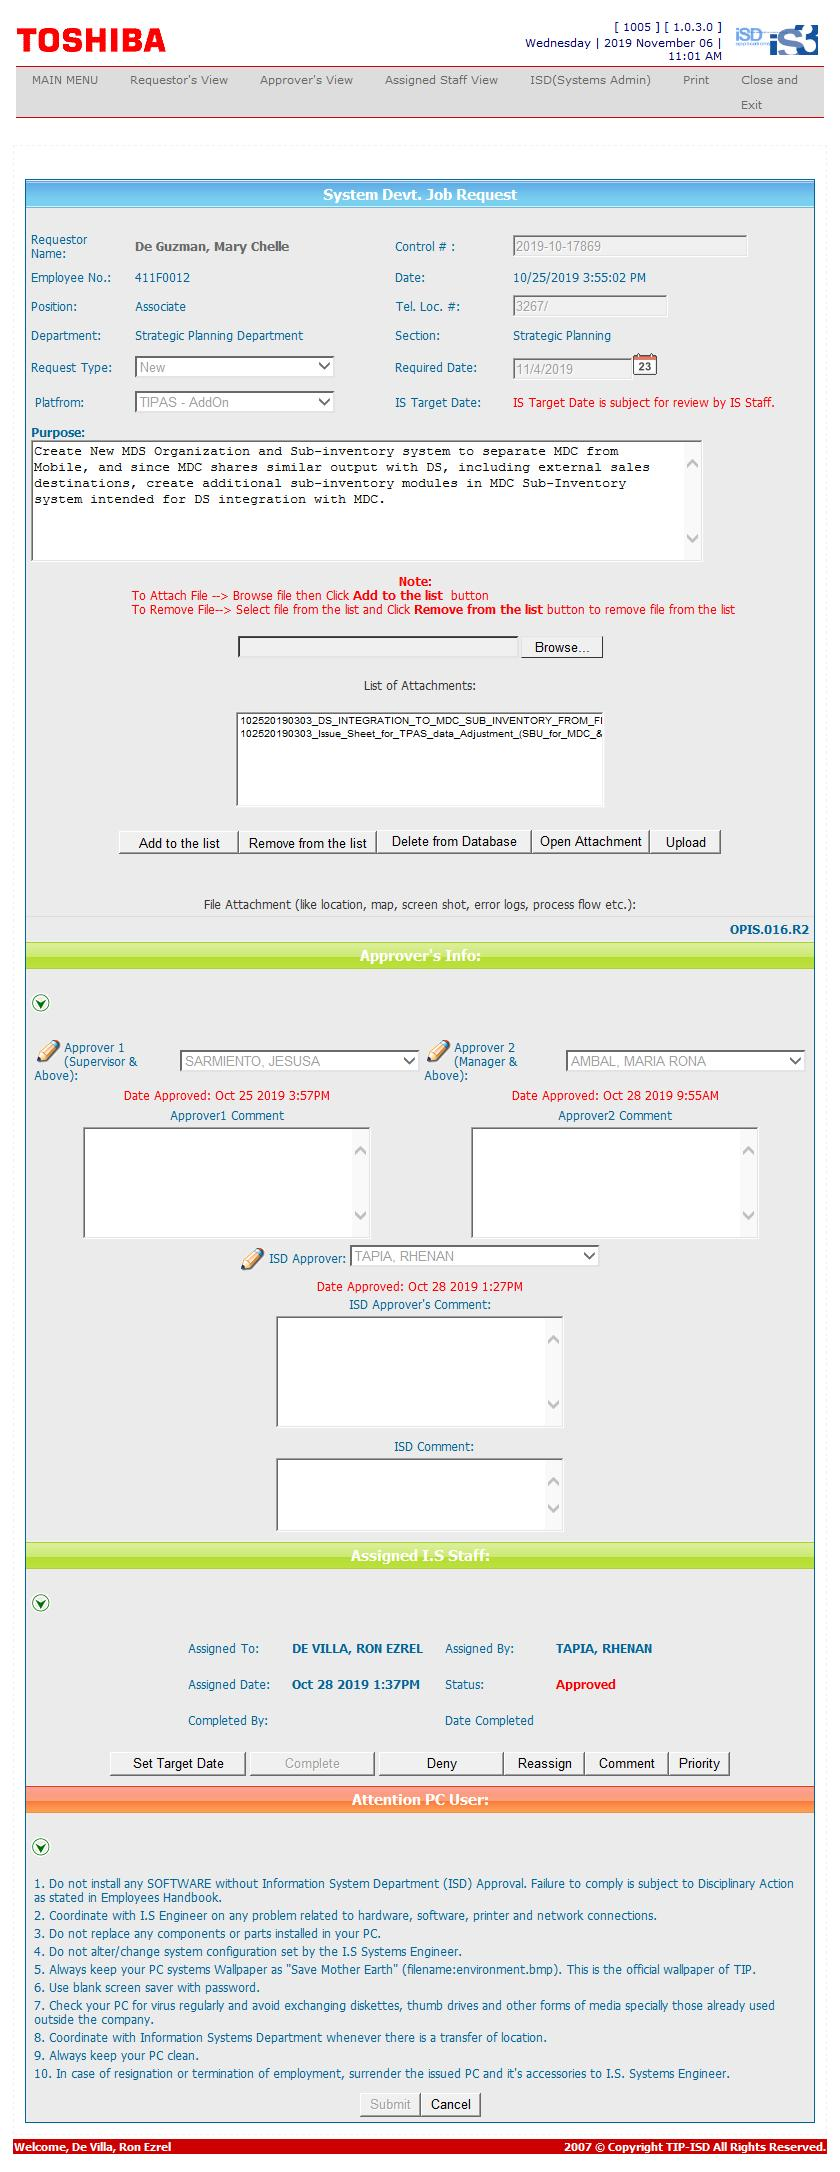 TOSHIBA
[ 1005 ] [ 1.0.3.0 ]
Wednesday | 2019 November 06 |
11:01 AM
ISD
iS3
MAIN MENU Requestor's View Approver's View Assigned Staff View ISD(Systems Admin) Print Close and
Exit
System Devt. Job Request
Requestor
Name: De Guzman, Mary Chelle Control # : 2019-10-17869
Employee No.: 411F0012 Date: 10/25/2019 3:55:02 PM
Position: Associate Tel. Loc. #: 3267/
Department: Strategic Planning Department Section: Strategic Planning
Request Type: New Required Date: 11/4/2019 23
Platfrom: TIPAS - AddOn IS Target Date: IS Target Date is subject for review by IS Staff.
Purpose:
Create New MDS Organization and Sub-inventory system to separate MDC from
Mobile, and since MDC shares similar output with DS, including external sales
destinations, create additional sub-inventory modules in MDC Sub-Inventory
system intended for DS integration with MDC.
Note:
To Attach File --> Browse file then Click Add to the list button
To Remove File--> Select file from the list and Click Remove from the list button to remove file from the list
Browse...
List of Attachments:
102520190303_DS_INTEGRATION_TO_MDC_SUB_INVENTORY_FROM_FI
102520190303_Issue_Sheet_for_TPAS_data_Adjustment_(SBU_for_MDC_&
Add to the list Remove from the list Delete from Database Open Attachment Upload
File Attachment (like location, map, screen shot, error logs, process flow etc.):
OPIS.016.R2
Approver's Info:
Approver 1
(Supervisor &
Above): SARMIENTO, JESUSA
Approver 2
(Manager &
Above): AMBAL, MARIA RONA
Date Approved: Oct 25 2019 3:57PM Date Approved: Oct 28 2019 9:55AM
Approver1 Comment Approver2 Comment
ISD Approver: TAPIA, RHENAN
Date Approved: Oct 28 2019 1:27PM
ISD Approver's Comment:
ISD Comment:
Assigned I.S Staff:
Assigned To: DE VILLA, RON EZREL Assigned By: TAPIA, RHENAN
Assigned Date: Oct 28 2019 1:37PM Status: Approved
Completed By: Date Completed
Set Target Date Complete Deny Reassign Comment Priority
Attention PC User:
1. Do not install any SOFTWARE without Information System Department (ISD) Approval. Failure to comply is subject to Disciplinary Action
as stated in Employees Handbook.
2. Coordinate with I.S Engineer on any problem related to hardware, software, printer and network connections.
3. Do not replace any components or parts installed in your PC.
4. Do not alter/change system configuration set by the I.S Systems Engineer.
5. Always keep your PC systems Wallpaper as "Save Mother Earth" (filename:environment.bmp). This is the official wallpaper of TIP.
6. Use blank screen saver with password.
7. Check your PC for virus regularly and avoid exchanging diskettes, thumb drives and other forms of media specially those already used
outside the company.
8. Coordinate with Information Systems Department whenever there is a transfer of location.
9. Always keep your PC clean.
10. In case of resignation or termination of employment, surrender the issued PC and it's accessories to I.S. Systems Engineer.
Submit Cancel
Welcome, De Villa, Ron Ezrel 2007 © Copyright TIP-ISD All Rights Reserved.